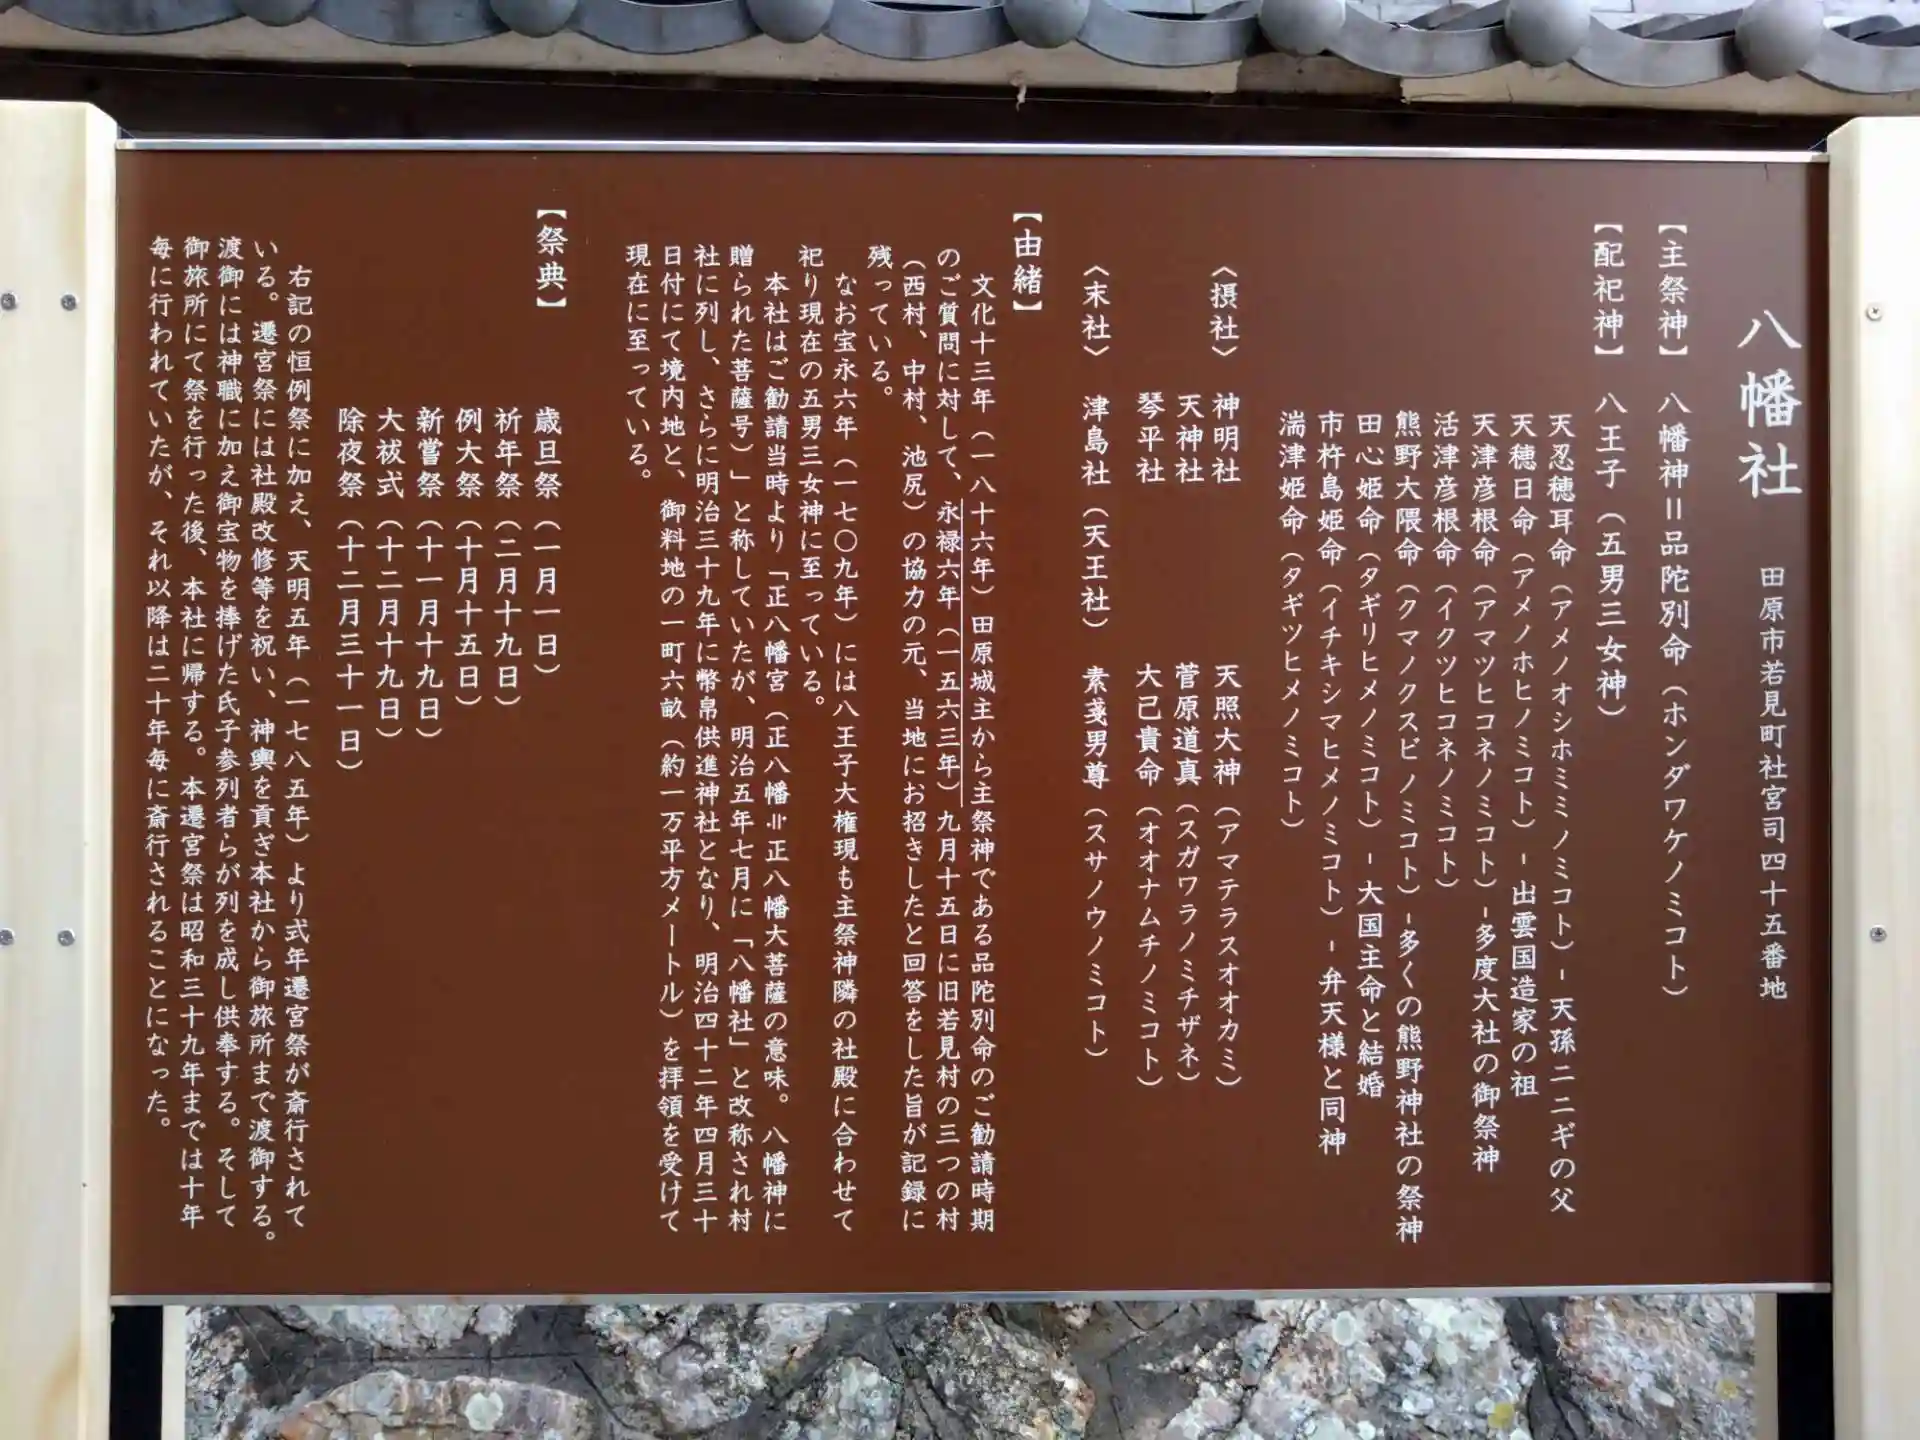 八幡社　田原市若見町社宮司四十五番地
【主祭神】　八幡神＝品陀別命（ホンダワケノミコト）
【配祀神】　八王子（五男三女神）
天忍穂耳命（アメノオシホミミノミコト）－天孫ニニギの父
天穂日命（アメノホヒノミコト）－出雲国造家の祖
天津彦根命（アマツヒコネノミコト）－多度大社の御祭神
活津彦根命（イクツヒコネノミコト）
熊野大隈命（クマノクスビノミコト）－多くの熊野神社の祭神
田心姫命（タギリヒメノミコト）－大国主命と結婚
市杵島姫命（イチキシマヒメノミコト）－弁天様と同神
湍津姫命（タギツヒメノミコト）
〈摂社〉　神明社　天照大神（アマテラスオオカミ）
天神社　菅原道真（スガワラノミチザネ）
琴平社　大己貴命（オオナムチノミコト）
〈末社〉　津島社（天王社）　素戔男尊（スサノウノミコト）
【由緒】
文化十三年（一八十六年）田原城主から主祭神である品陀別命のご勧請時期
のご質問に対して、永禄六年（一五六三年）九月十五日に旧若見村の三つの村
（西村、中村、池尻）の協力の元、当地にお招きしたと回答をした旨が記録に
残っている。
なお宝永六年（一七〇九年）には八王子大権現も主祭神隣の社殿に合わせて
祀り現在の五男三女神に至っている。
本社はご勧請当時より「正八幡宮（正八幡≒正八幡大菩薩の意味。八幡神に
贈られた菩薩号）」と称していたが、明治五年七月に「八幡社」と改称され村
社に列し、さらに明治三十九年に幣帛供進神社となり、明治四十二年四月三十
日付にて境内地と、御料地の一町六畝（約一万平方メートル）を拝領を受けて
現在に至っている。
【祭典】
歳旦祭（一月一日）
祈年祭（二月十九日）
例大祭（十月十五日）
新嘗祭（十一月十九日）
大祓式（十二月十九日）
除夜祭（十二月三十一日）
右記の恒例祭に加え、天明五年（一七八五年）より式年遷宮祭が斎行されて
いる。遷宮祭には社殿改修等を祝い、神輿を貢ぎ本社から御旅所まで渡御する。
渡御には神職に加え御宝物を捧げた氏子参列者らが列を成し供奉する。そして
御旅所にて祭を行った後、本社に帰する。本遷宮祭は昭和三十九年までは十年
毎に行われていたが、それ以降は二十年毎に斎行されることになった。